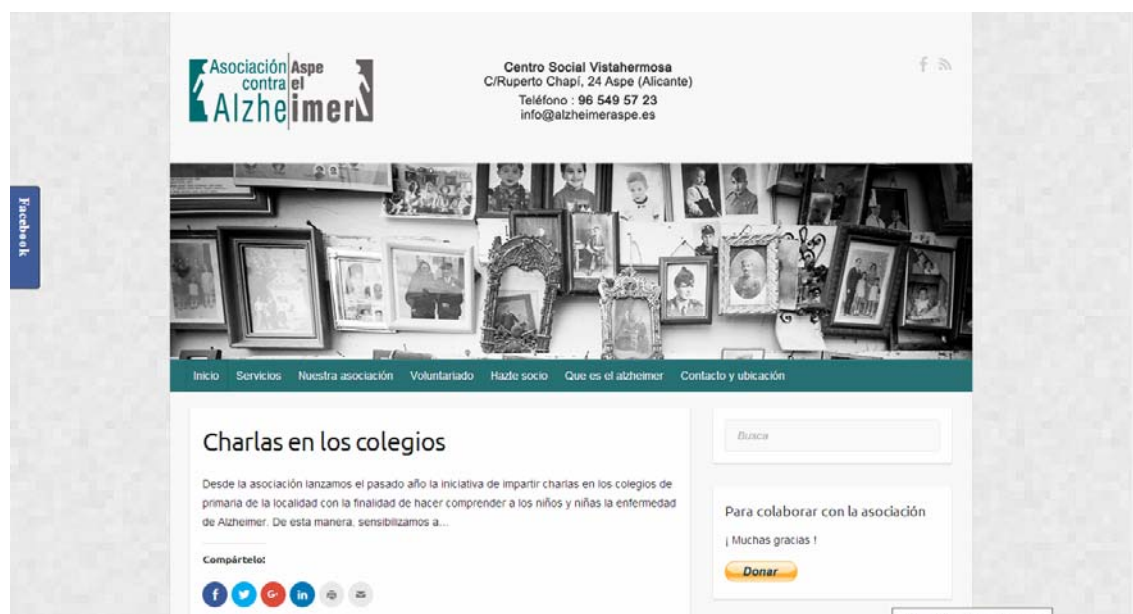 Asociación Aspe
contra el
Alzheimer
Centro Social Vistahermosa
C/Ruperto Chapí, 24 Aspe (Alicante)
Teléfono : 96 549 57 23
info@alzheimeraspe.es
Facebook
Inicio Servicios Nuestra asociación Voluntariado Hazte socio Que es el alzheimer Contacto y ubicación
Charlas en los colegios
Desde la asociación lanzamos el pasado año la iniciativa de impartir charlas en los colegios de
primaria de la localidad con la finalidad de hacer comprender a los niños y niñas la enfermedad
de Alzheimer. De esta manera, sensibilizamos a...
Compártelo:
Busca
Para colaborar con la asociación
¡ Muchas gracias !
Donar